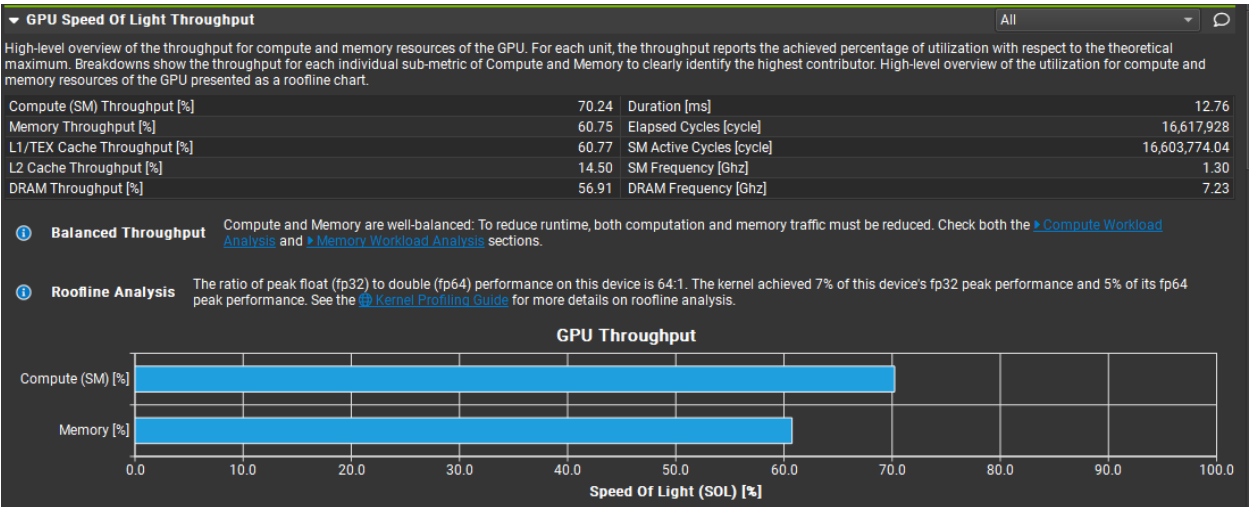 GPU Speed Of Light Throughput
All
High-level overview of the throughput for compute and memory resources of the GPU. For each unit, the throughput reports the achieved percentage of utilization with respect to the theoretical
maximum. Breakdowns show the throughput for each individual sub-metric of Compute and Memory to clearly identify the highest contributor. High-level overview of the utilization for compute and
memory resources of the GPU presented as a roofline chart.
Compute (SM) Throughput [%] 70.24 Duration [ms] 12.76
Memory Throughput [%] 60.75 Elapsed Cycles [cycle] 16,617,928
L1/TEX Cache Throughput [%] 60.77 SM Active Cycles [cycle] 16,603,774.04
L2 Cache Throughput [%] 14.50 SM Frequency [Ghz] 1.30
DRAM Throughput [%] 56.91 DRAM Frequency [Ghz] 7.23
Balanced Throughput
Compute and Memory are well-balanced: To reduce runtime, both computation and memory traffic must be reduced. Check both the Compute Workload
Analysis and Memory Workload Analysis sections.
Roofline Analysis
The ratio of peak float (fp32) to double (fp64) performance on this device is 64:1. The kernel achieved 7% of this device's fp32 peak performance and 5% of its fp64
peak performance. See the Kernel Profiling Guide for more details on roofline analysis.
GPU Throughput
Compute (SM) [%]
Memory [%]
0.0 10.0 20.0 30.0 40.0 50.0 60.0 70.0 80.0 90.0 100.0
Speed Of Light (SOL) [%]